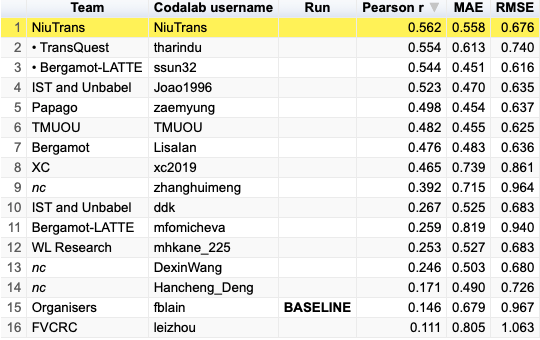 Team Codalab username Run Pearson r ▼ MAE RMSE
1 NiuTrans NiuTrans 0.562 0.558 0.676
2 • TransQuest tharindu 0.554 0.613 0.740
3 • Bergamot-LATTE ssun32 0.544 0.451 0.616
4 IST and Unbabel Joao1996 0.523 0.470 0.635
5 Papago zaemyung 0.498 0.454 0.637
6 TMUOU TMUOU 0.482 0.455 0.625
7 Bergamot Lisalan 0.476 0.483 0.636
8 XC xc2019 0.465 0.739 0.861
9 nc zhanghuimeng 0.392 0.715 0.964
10 IST and Unbabel ddk 0.267 0.525 0.683
11 Bergamot-LATTE mfomicheva 0.259 0.819 0.940
12 WL Research mhkane_225 0.253 0.527 0.683
13 nc DexinWang 0.246 0.503 0.680
14 nc Hancheng_Deng 0.171 0.490 0.726
15 Organisers fblain BASELINE 0.146 0.679 0.967
16 FVCRC leizhou 0.111 0.805 1.063